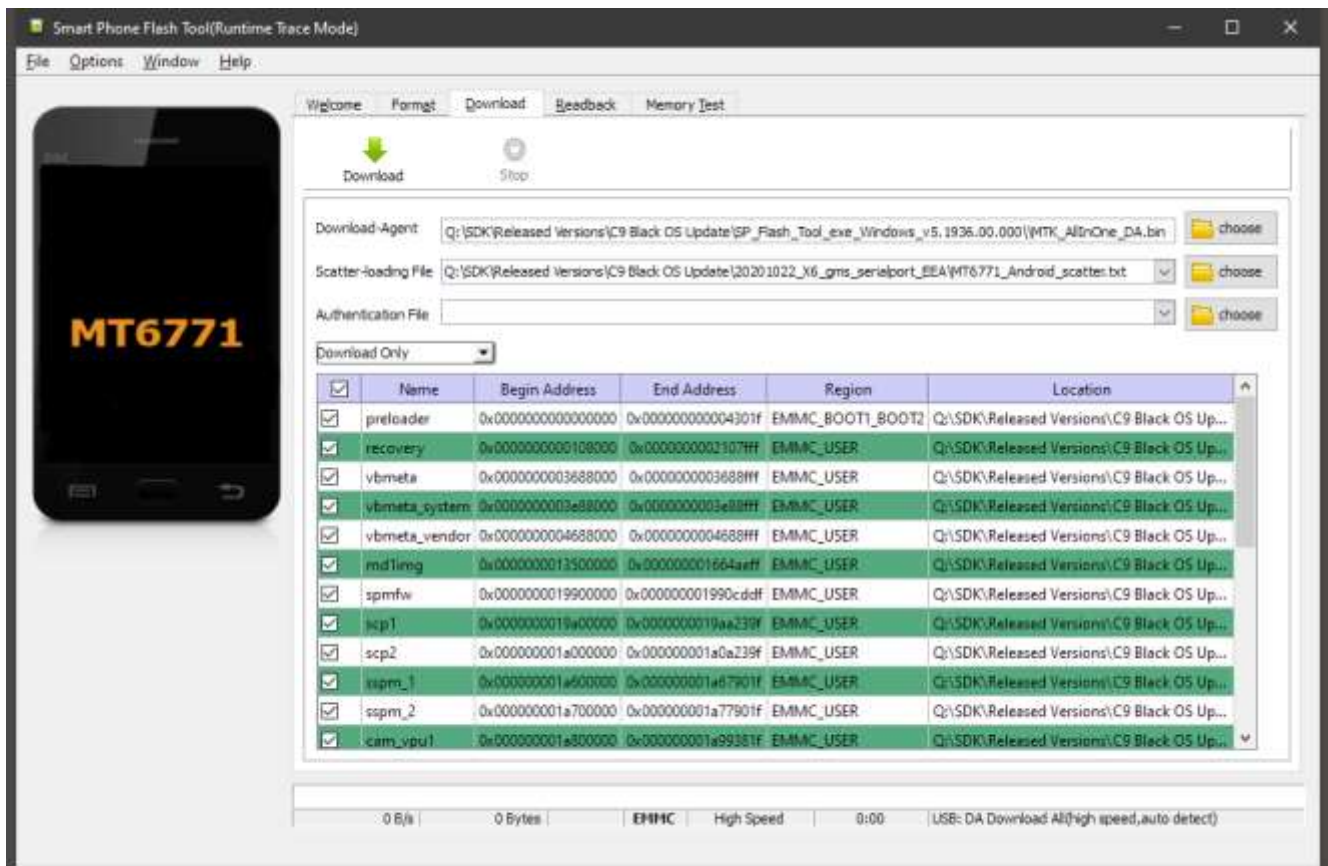 Smart Phone Flash Tool(Runtime Trace Mode)
File Options Window Help
Welcome Format Download Readback Memory Test
Download Stop
Download-Agent Q:\SDK\Released Versions\C9 Black OS Update\SP_Flash_Tool_exe_Windows_v5.1936.00.000\\MTK_AllInOne_DA.bin choose
Scatter-loading File Q:\SDK\Released Versions\C9 Black OS Update\20201022_X6_gms_serialport_EEA\MT6771_Android_scatter.txt choose
Authentication File choose
MT6771
Download Only
Name Begin Address End Address Region Location
preloader 0x0000000000000000 0x000000000004301f EMMC_BOOT1_BOOT2 Q:\SDK\Released Versions\C9 Black OS Up...
recovery 0x0000000000108000 0x0000000002107fff EMMC_USER Q:\SDK\Released Versions\C9 Black OS Up...
vbmeta 0x0000000003688000 0x0000000003688fff EMMC_USER Q:\SDK\Released Versions\C9 Black OS Up...
vbmeta_system 0x0000000003e88000 0x0000000003e88fff EMMC_USER Q:\SDK\Released Versions\C9 Black OS Up...
vbmeta_vendor 0x0000000004688000 0x0000000004688fff EMMC_USER Q:\SDK\Released Versions\C9 Black OS Up...
md1img 0x0000000013500000 0x000000001664aeff EMMC_USER Q:\SDK\Released Versions\C9 Black OS Up...
spmfw 0x0000000019900000 0x000000001990cddf EMMC_USER Q:\SDK\Released Versions\C9 Black OS Up...
scp1 0x0000000019a00000 0x0000000019aa239f EMMC_USER Q:\SDK\Released Versions\C9 Black OS Up...
scp2 0x000000001a000000 0x000000001a0a239f EMMC_USER Q:\SDK\Released Versions\C9 Black OS Up...
sspm_1 0x000000001a600000 0x000000001a67901f EMMC_USER Q:\SDK\Released Versions\C9 Black OS Up...
sspm_2 0x000000001a700000 0x000000001a77901f EMMC_USER Q:\SDK\Released Versions\C9 Black OS Up...
cam_vpu1 0x000000001a800000 0x000000001a99381f EMMC_USER Q:\SDK\Released Versions\C9 Black OS Up...
0 B/s 0 Bytes EMMC High Speed 0:00 USB: DA Download All(high speed,auto detect)